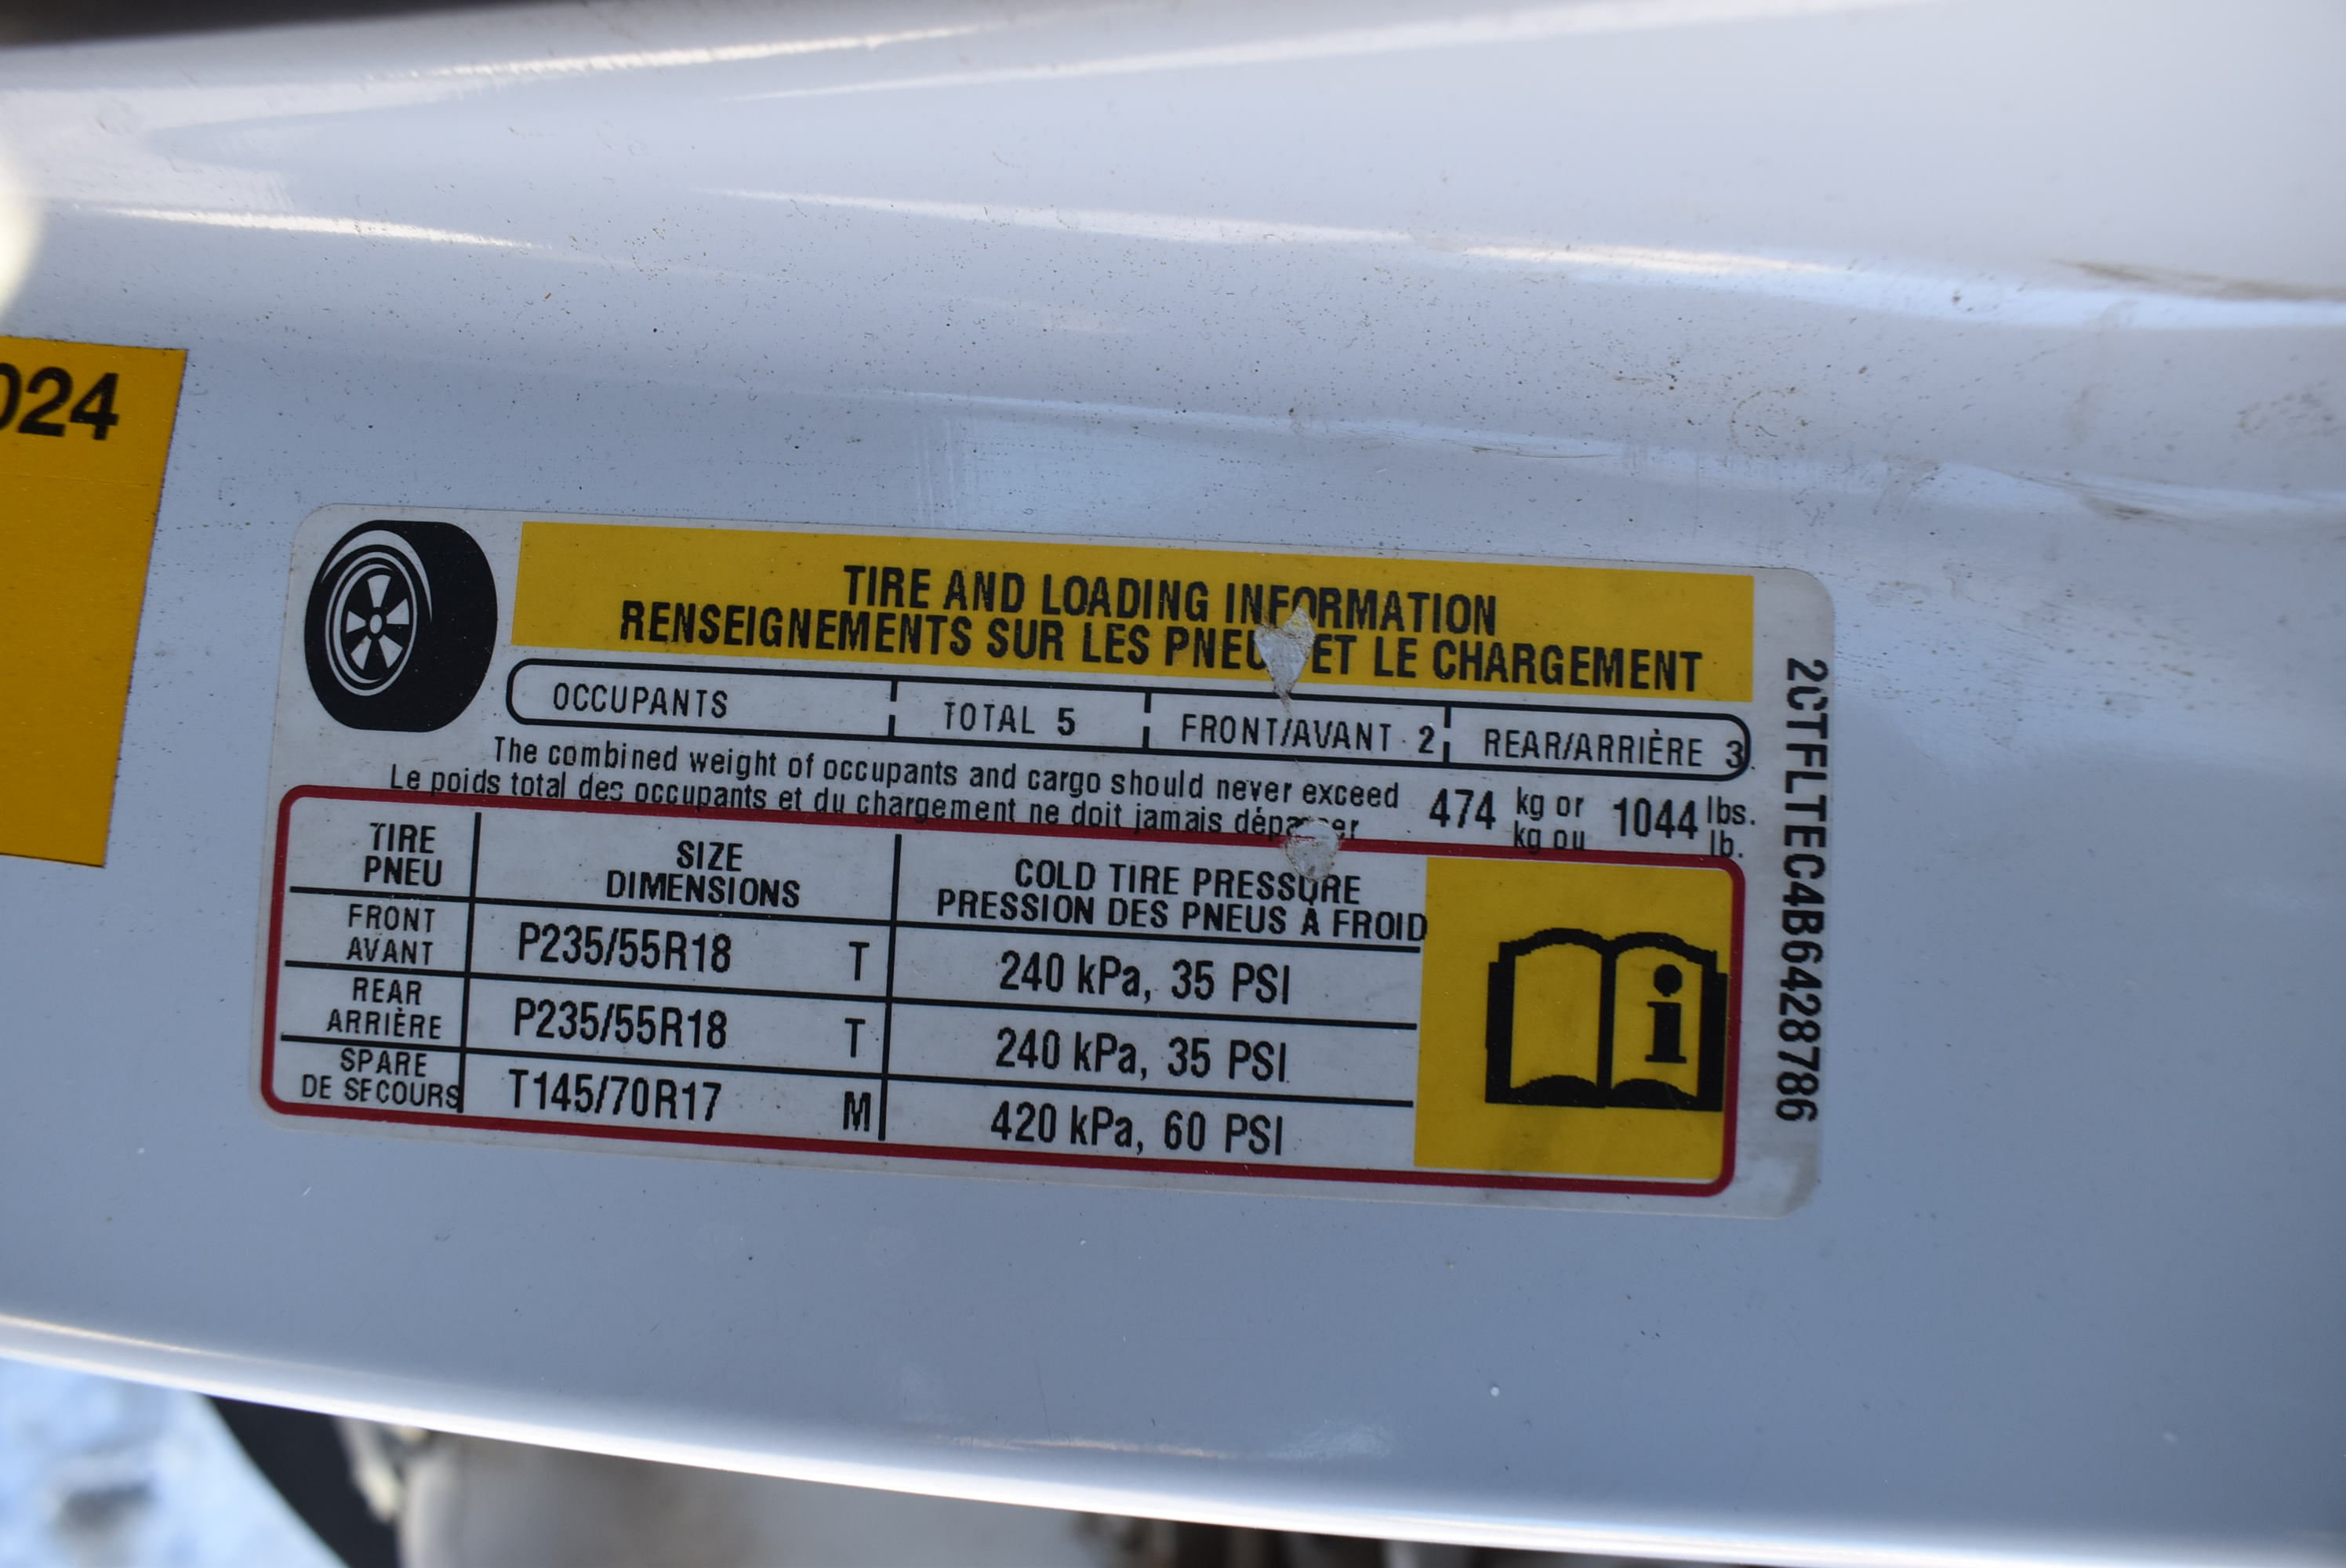 024
TIRE AND LOADING INFORMATION
RENSEIGNEMENTS SUR LES PNEU ET LE CHARGEMENT
OCCUPANTS TOTAL 5 FRONT/AVANT 2 REAR/ARRIÈRE 3
The combined weight of occupants and cargo should never exceed 474 kg or 1044 lbs.
Le poids total des occupants et du chargement ne doit jamais dépasser kg ou lb.
TIRE SIZE COLD TIRE PRESSURE
PNEU DIMENSIONS PRESSION DES PNEUS À FROID
FRONT
AVANT P235/55R18 T 240 kPa, 35 PSI
REAR
ARRIÈRE P235/55R18 T 240 kPa, 35 PSI
SPARE
DE SECOURS T145/70R17 M 420 kPa, 60 PSI
i
2CTFLTEC4B6428786